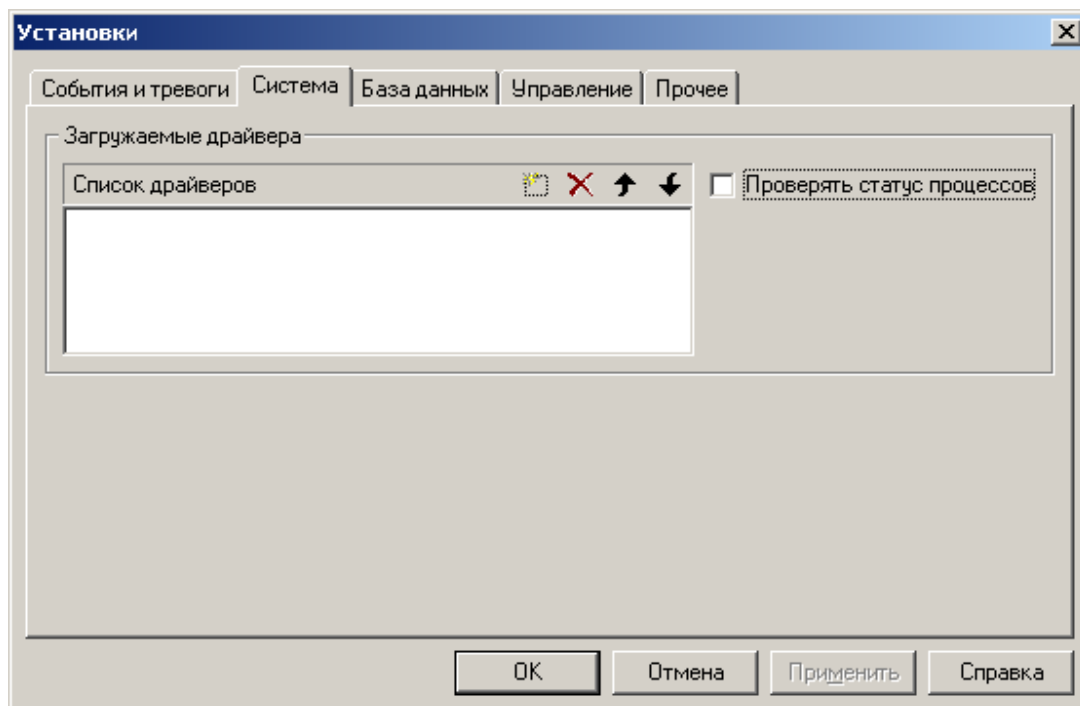 Установки
События и тревоги Система База данных Управление Прочее
Загружаемые драйвера
Список драйверов Проверять статус процессов
OK Отмена Применить Справка